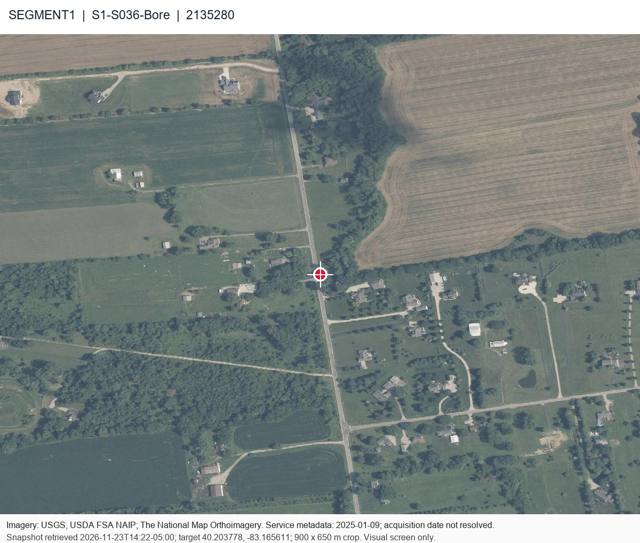 SEGMENT1 | S1-S036-Bore | 2135280
Imagery: USGS, USDA FSA NAIP; The National Map Orthoimagery. Service metadata: 2025-01-09; acquisition date not resolved.
Snapshot retrieved 2026-11-23T14:22-05:00; target 40.203778, -83.165611; 900 x 650 m crop. Visual screen only.